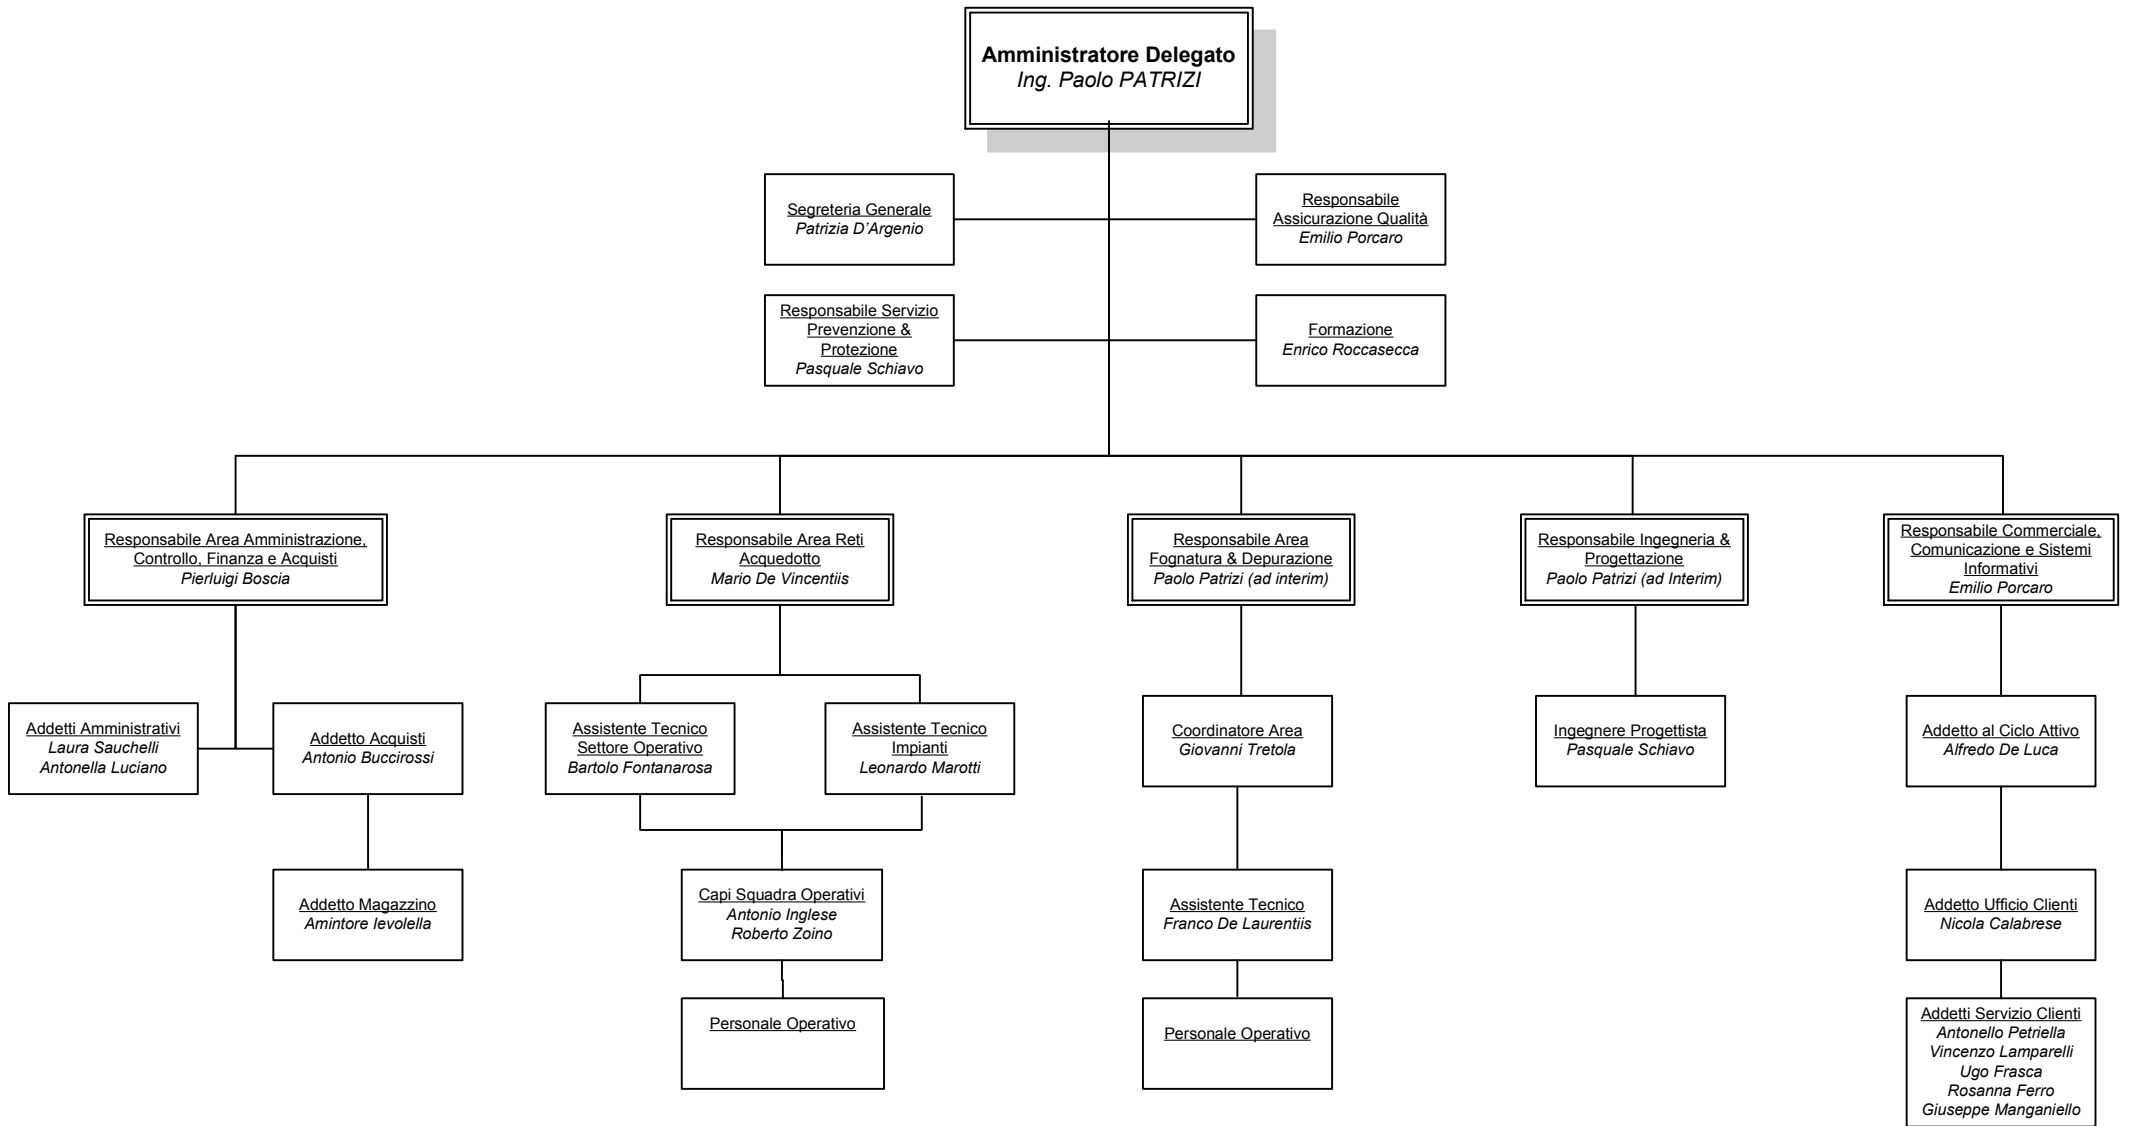 Amministratore Delegato
Ing. Paolo PATRIZI
Segreteria Generale
Patrizia D'Argenio
Responsabile
Assicurazione Qualità
Emilio Porcaro
Responsabile Servizio
Prevenzione &
Protezione
Pasquale Schiavo
Formazione
Enrico Roccasecca
Responsabile Area Amministrazione,
Controllo, Finanza e Acquisti
Pierluigi Boscia
Responsabile Area Reti
Acquedotto
Mario De Vincentiis
Responsabile Area
Fognatura & Depurazione
Paolo Patrizi (ad interim)
Responsabile Ingegneria &
Progettazione
Paolo Patrizi (ad Interim)
Responsabile Commerciale,
Comunicazione e Sistemi
Informativi
Emilio Porcaro
Addetti Amministrativi
Laura Sauchelli
Antonella Luciano
Addetto Acquisti
Antonio Buccirossi
Assistente Tecnico
Settore Operativo
Bartolo Fontanarosa
Assistente Tecnico
Impianti
Leonardo Marotti
Coordinatore Area
Giovanni Tretola
Ingegnere Progettista
Pasquale Schiavo
Addetto al Ciclo Attivo
Alfredo De Luca
Addetto Magazzino
Amintore Ievolella
Capi Squadra Operativi
Antonio Inglese
Roberto Zoino
Assistente Tecnico
Franco De Laurentiis
Addetto Ufficio Clienti
Nicola Calabrese
Personale Operativo
Personale Operativo
Addetti Servizio Clienti
Antonello Petriella
Vincenzo Lamparelli
Ugo Frasca
Rosanna Ferro
Giuseppe Manganiello